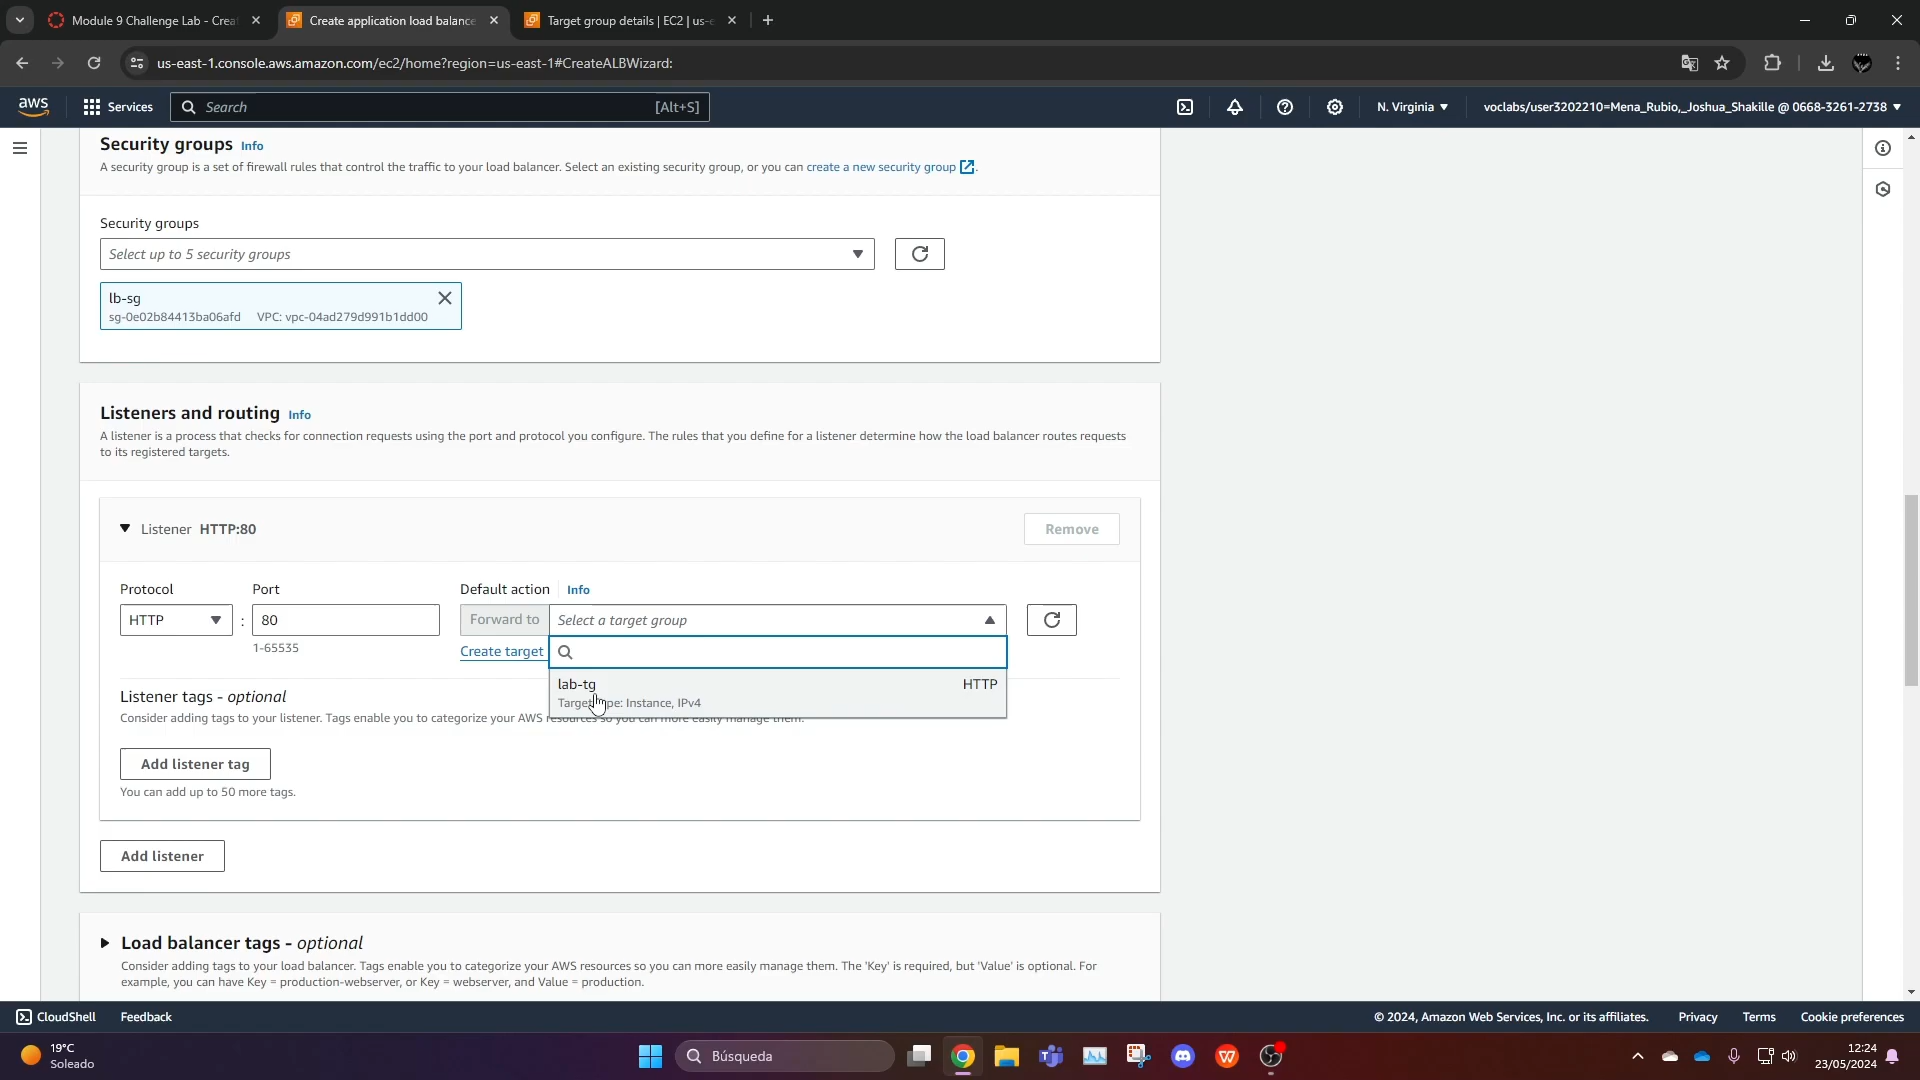 Module 9 Challenge Lab - Crea
Create application load balance
Target group details | EC2 | us-e
us-east-1.console.aws.amazon.com/ec2/home?region=us-east-1#CreateALBWizard:
aws
Services
Search
[Alt+S]
N. Virginia
voclabs/user3202210=Mena_Rubio,_Joshua_Shakille @ 0668-3261-2738
Security groups Info
A security group is a set of firewall rules that control the traffic to your load balancer. Select an existing security group, or you can create a new security group.
Security groups
Select up to 5 security groups
lb-sg
sg-0e02b84413ba06afd VPC: vpc-04ad279d991b1dd00
Listeners and routing Info
A listener is a process that checks for connection requests using the port and protocol you configure. The rules that you define for a listener determine how the load balancer routes requests
to its registered targets.
Listener HTTP:80
Remove
Protocol
Port
Default action Info
HTTP
:
80
Forward to
Select a target group
1-65535
Create target
lab-tg
HTTP
Instance, IPv4
Listener tags - optional
Consider adding tags to your listener. Tags enable you to categorize your AWS resources so you can more easily manage them.
Add listener tag
You can add up to 50 more tags.
Add listener
Load balancer tags - optional
Consider adding tags to your load balancer. Tags enable you to categorize your AWS resources so you can more easily manage them. The 'Key' is required, but 'Value' is optional. For
example, you can have Key = production-webserver, or Key = webserver, and Value = production.
CloudShell
Feedback
© 2024, Amazon Web Services, Inc. or its affiliates.
Privacy
Terms
Cookie preferences
19°C
Soleado
Búsqueda
12:24
23/05/2024